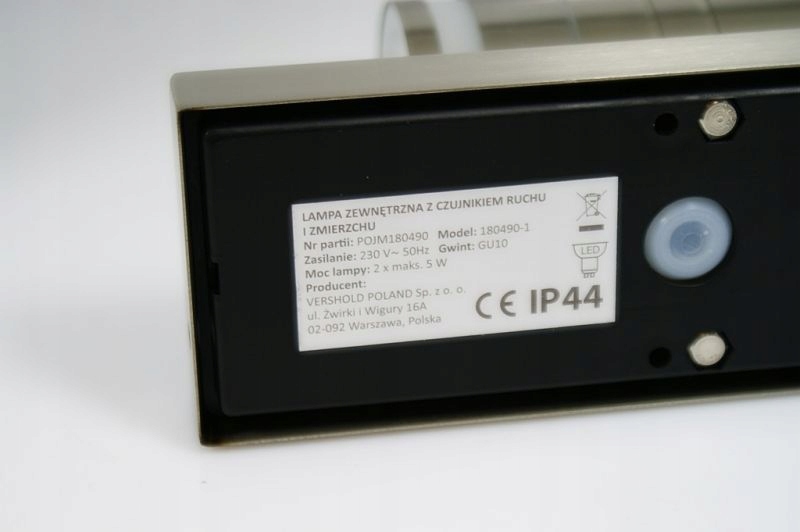 LAMPA ZEWNĘTRZNA Z CZUJNIKIEM RUCHU
I ZMIERZCHU
Nr partii: POJM180490 Model: 180490-1
Zasilanie: 230 V~ 50Hz Gwint: GU10
Moc lampy: 2 x maks. 5 W
Producent:
VERSHOLD POLAND Sp. z o. o.
ul. Żwirki i Wigury 16A
02-092 Warszawa, Polska
LED
CE IP44